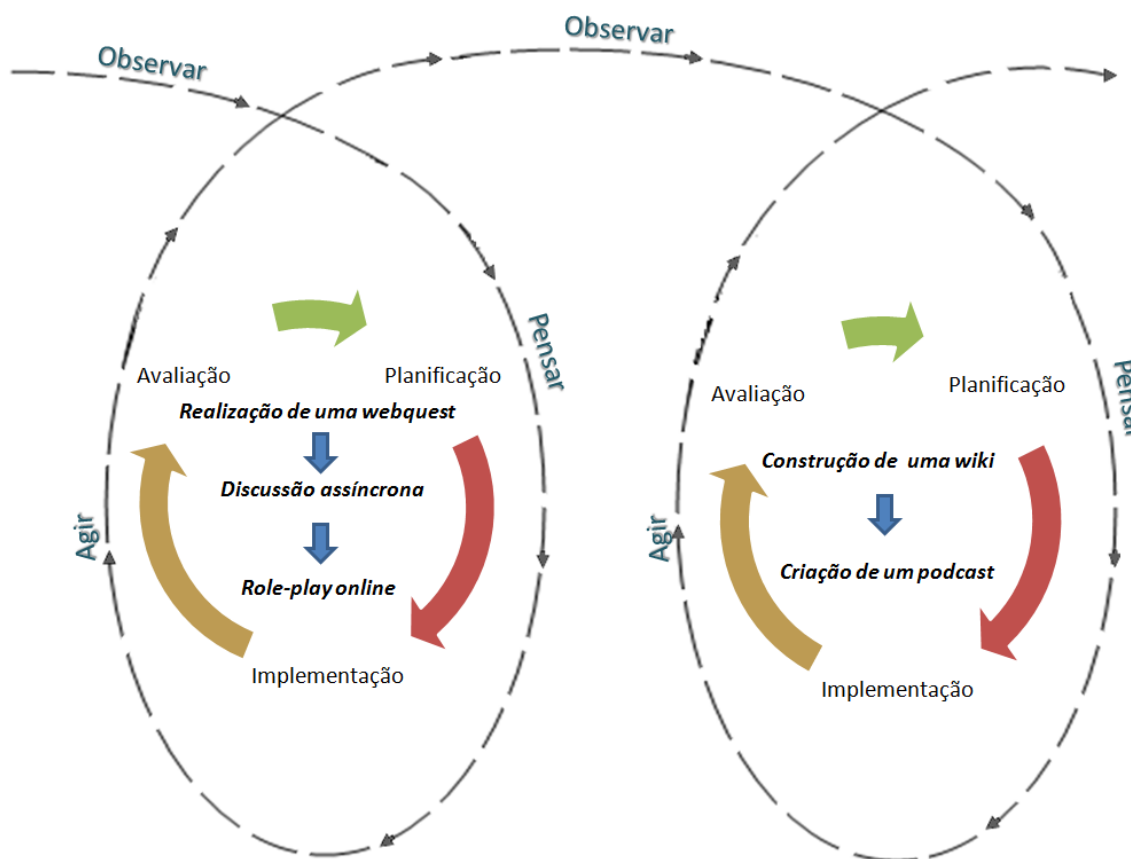 Observar
Observar
Pensar
Avaliação
Planificação
Realização de uma webquest
Discussão assíncrona
Role-play online
Agir
Implementação
Pensar
Avaliação
Planificação
Construção de uma wiki
Criação de um podcast
Agir
Implementação